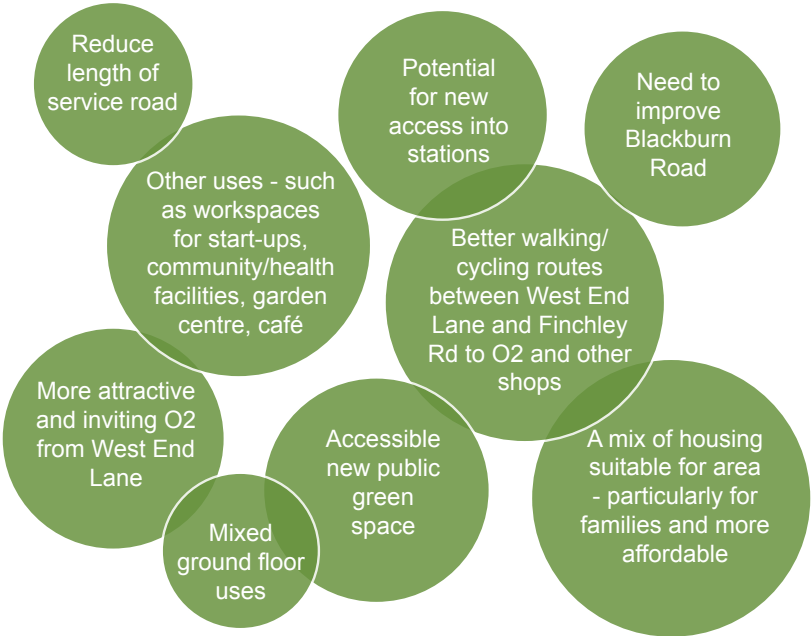 Reduce
length of
service road
Potential
for new
access into
stations
Need to
improve
Blackburn
Road
Other uses - such
as workspaces
for start-ups,
community/health
facilities, garden
centre, café
Better walking/
cycling routes
between West End
Lane and Finchley
Rd to O2 and other
shops
More attractive
and inviting O2
from West End
Lane
Accessible
new public
green
space
A mix of housing
suitable for area
- particularly for
families and more
affordable
Mixed
ground floor
uses